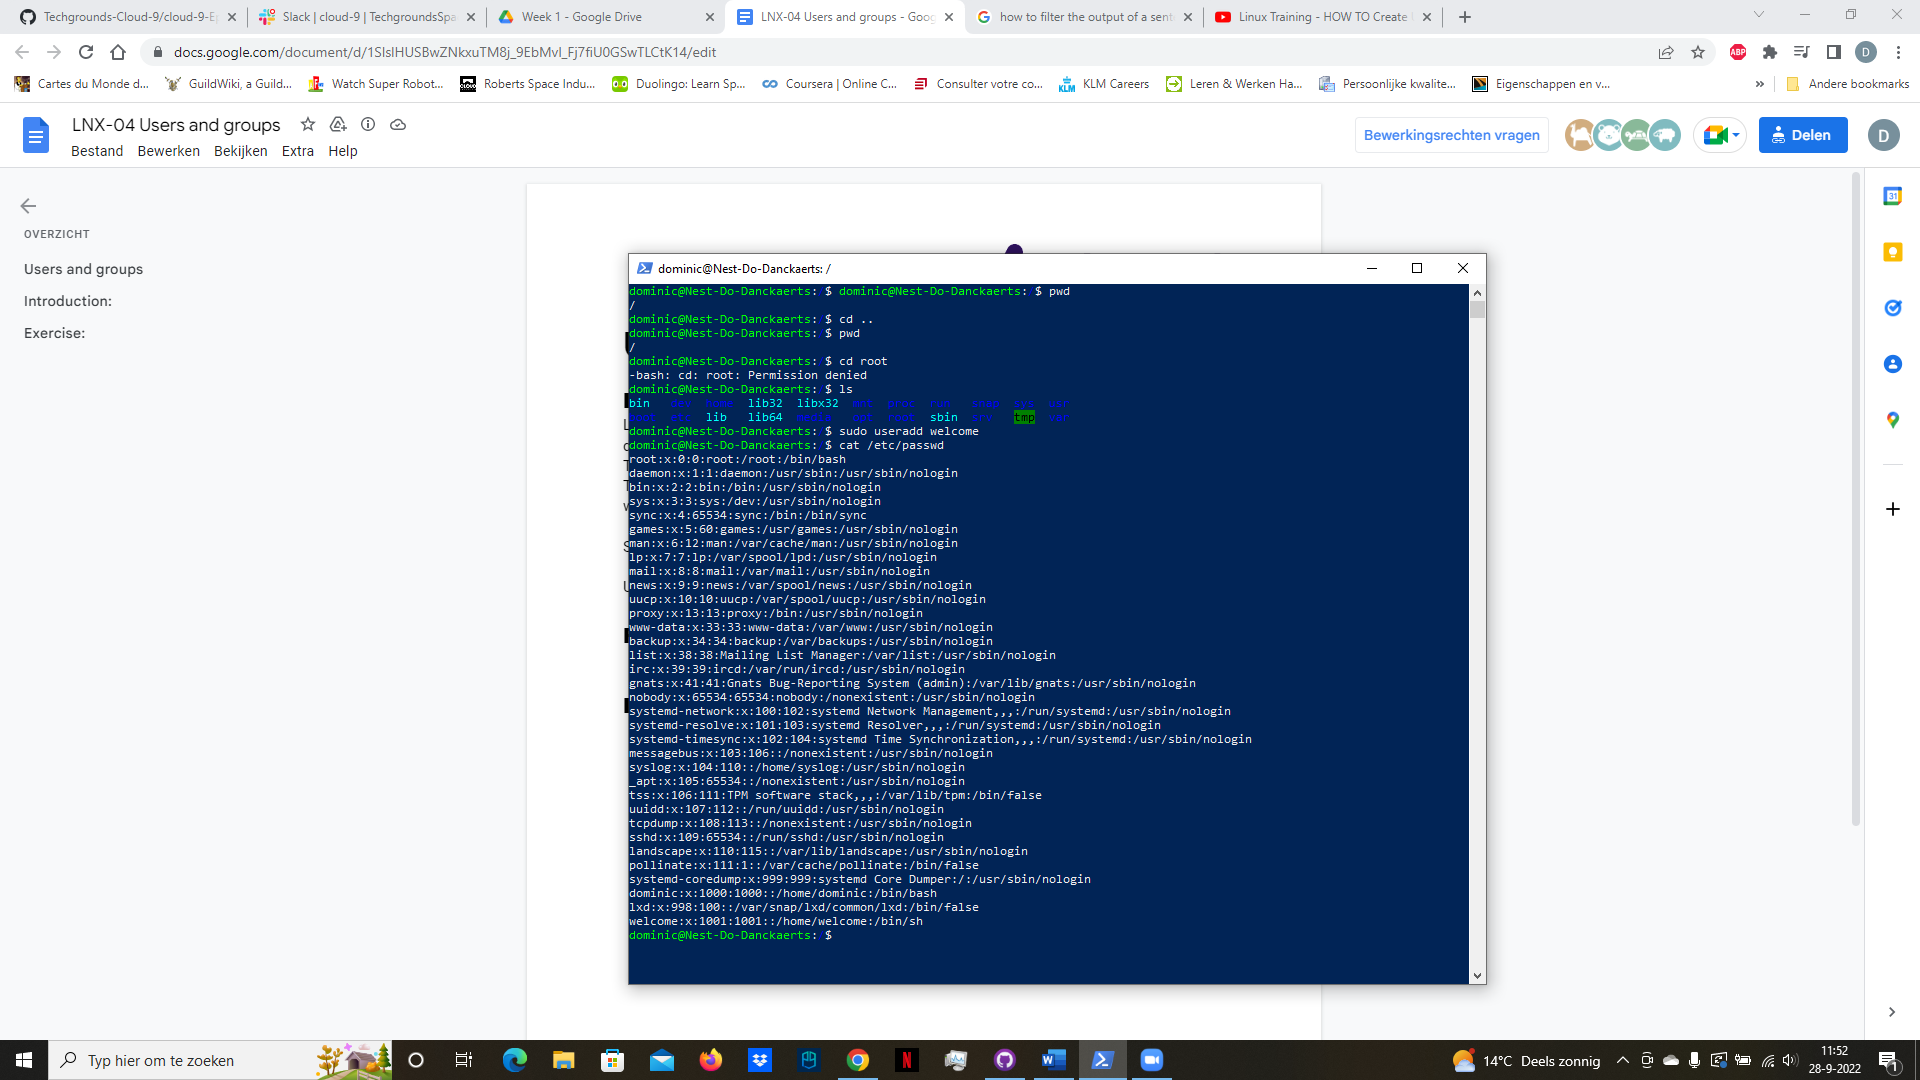 Techgrounds-Cloud-9/cloud-9-Ep
Slack | cloud-9 | TechgroundsSpa
Week 1 - Google Drive
LNX-04 Users and groups - Goog
how to filter the output of a sent
Linux Training - HOW TO Create
docs.google.com/document/d/1SlsIHUSBwZNkxuTM8j_9EbMvI_Fj7fiU0GSwTLCtK14/edit
ABP
D
Cartes du Monde d...
GuildWiki, a Guild...
Watch Super Robot...
Roberts Space Indu...
Duolingo: Learn Sp...
Coursera | Online C...
Consulter votre co...
KLM Careers
Leren & Werken Ha...
Persoonlijke kwalite...
Eigenschappen en v...
»
Andere bookmarks
LNX-04 Users and groups
Bestand Bewerken Bekijken Extra Help
Bewerkingsrechten vragen
Delen
D
OVERZICHT
Users and groups
Introduction:
Exercise:
dominic@Nest-Do-Danckaerts: /
dominic@Nest-Do-Danckaerts: $ dominic@Nest-Do-Danckaerts: $ pwd
/
dominic@Nest-Do-Danckaerts: $ cd ..
dominic@Nest-Do-Danckaerts: $ pwd
/
dominic@Nest-Do-Danckaerts: $ cd root
-bash: cd: root: Permission denied
dominic@Nest-Do-Danckaerts: $ ls
bin lib32 libx32
lib lib64 sbin tmp
dominic@Nest-Do-Danckaerts: $ sudo useradd welcome
dominic@Nest-Do-Danckaerts: $ cat /etc/passwd
root:x:0:0:root:/root:/bin/bash
daemon:x:1:1:daemon:/usr/sbin:/usr/sbin/nologin
bin:x:2:2:bin:/bin:/usr/sbin/nologin
sys:x:3:3:sys:/dev:/usr/sbin/nologin
sync:x:4:65534:sync:/bin:/bin/sync
games:x:5:60:games:/usr/games:/usr/sbin/nologin
man:x:6:12:man:/var/cache/man:/usr/sbin/nologin
lp:x:7:7:lp:/var/spool/lpd:/usr/sbin/nologin
mail:x:8:8:mail:/var/mail:/usr/sbin/nologin
news:x:9:9:news:/var/spool/news:/usr/sbin/nologin
uucp:x:10:10:uucp:/var/spool/uucp:/usr/sbin/nologin
proxy:x:13:13:proxy:/bin:/usr/sbin/nologin
www-data:x:33:33:www-data:/var/www:/usr/sbin/nologin
backup:x:34:34:backup:/var/backups:/usr/sbin/nologin
list:x:38:38:Mailing List Manager:/var/list:/usr/sbin/nologin
irc:x:39:39:ircd:/var/run/ircd:/usr/sbin/nologin
gnats:x:41:41:Gnats Bug-Reporting System (admin):/var/lib/gnats:/usr/sbin/nologin
nobody:x:65534:65534:nobody:/nonexistent:/usr/sbin/nologin
systemd-network:x:100:102:systemd Network Management,,,:/run/systemd:/usr/sbin/nologin
systemd-resolve:x:101:103:systemd Resolver,,,:/run/systemd:/usr/sbin/nologin
systemd-timesync:x:102:104:systemd Time Synchronization,,,:/run/systemd:/usr/sbin/nologin
messagebus:x:103:106::/nonexistent:/usr/sbin/nologin
syslog:x:104:110::/home/syslog:/usr/sbin/nologin
_apt:x:105:65534::/nonexistent:/usr/sbin/nologin
tss:x:106:111:TPM software stack,,,:/var/lib/tpm:/bin/false
uuidd:x:107:112::/run/uuidd:/usr/sbin/nologin
tcpdump:x:108:113::/nonexistent:/usr/sbin/nologin
sshd:x:109:65534::/run/sshd:/usr/sbin/nologin
landscape:x:110:115::/var/lib/landscape:/usr/sbin/nologin
pollinate:x:111:1::/var/cache/pollinate:/bin/false
systemd-coredump:x:999:999:systemd Core Dumper:/:/usr/sbin/nologin
dominic:x:1000:1000::/home/dominic:/bin/bash
lxd:x:998:100::/var/snap/lxd/common/lxd:/bin/false
welcome:x:1001:1001::/home/welcome:/bin/sh
dominic@Nest-Do-Danckaerts: $
Typ hier om te zoeken
14°C Deels zonnig
11:52
28-9-2022
1